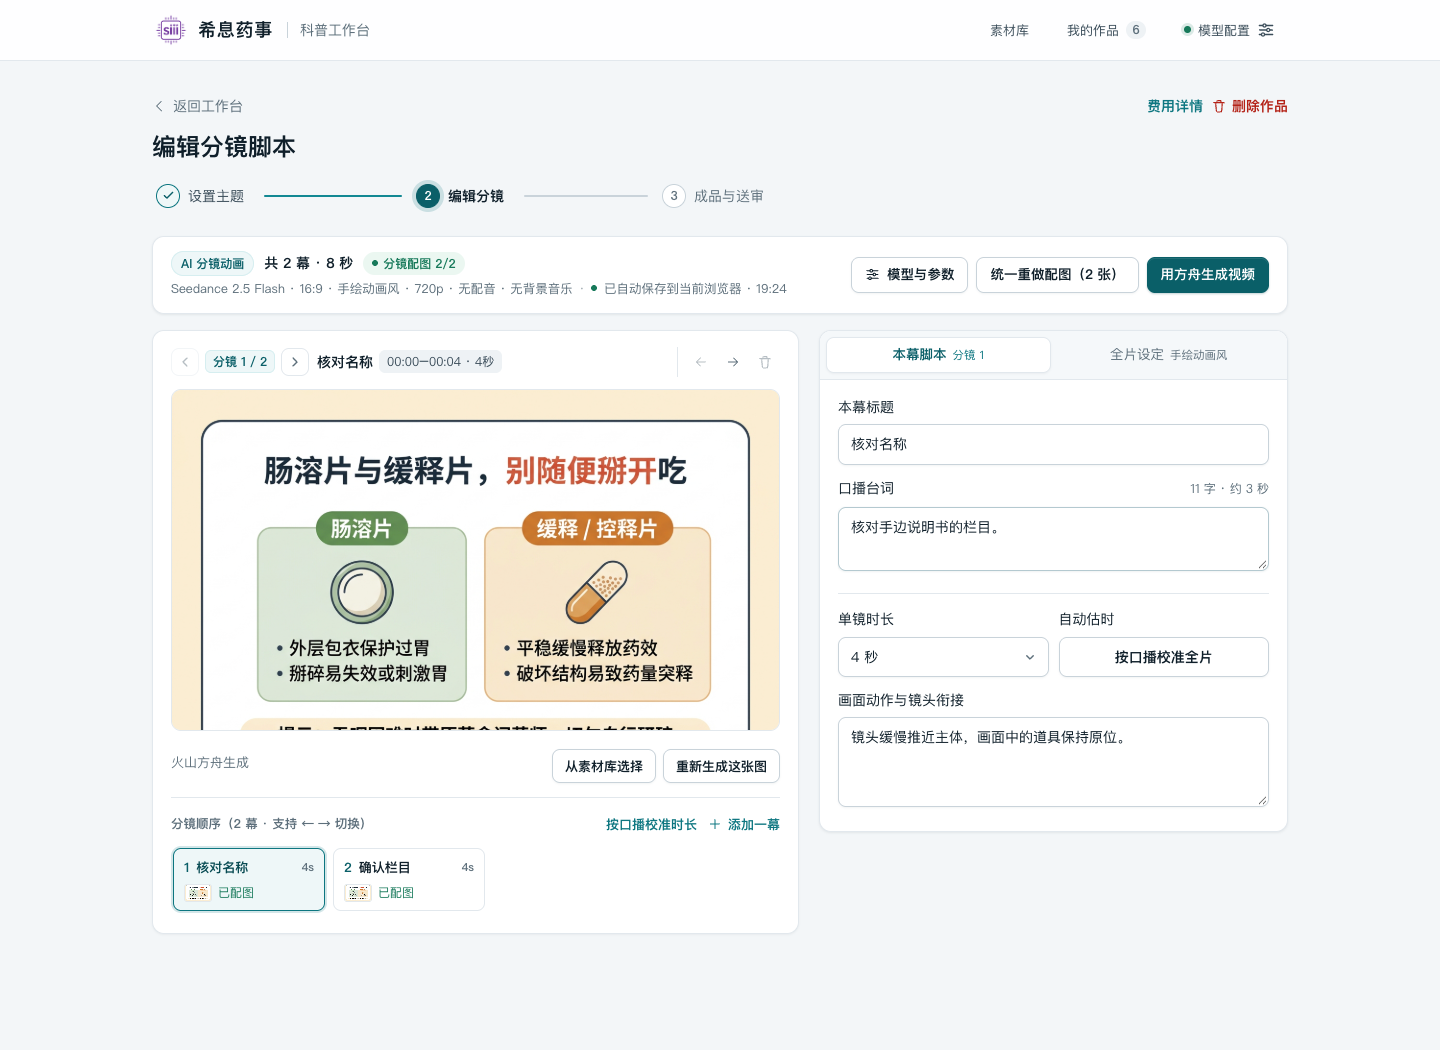 siii 希息药事 科普工作台 素材库 我的作品 6 模型配置
返回工作台 费用详情 删除作品
编辑分镜脚本
设置主题 2 编辑分镜 3 成品与送审
AI 分镜动画 共 2 幕 · 8 秒 分镜配图 2/2
Seedance 2.5 Flash · 16:9 · 手绘动画风 · 720p · 无配音 · 无背景音乐 · 已自动保存到当前浏览器 · 19:24
模型与参数 统一重做配图（2 张） 用方舟生成视频
分镜 1 / 2 核对名称 00:00—00:04 · 4秒
肠溶片与缓释片，别随便掰开吃
肠溶片
• 外层包衣保护过胃
• 掰碎易失效或刺激胃
缓释 / 控释片
• 平稳缓慢释放药效
• 破坏结构易致药量突释
火山方舟生成 从素材库选择 重新生成这张图
分镜顺序（2 幕 · 支持 ←→ 切换） 按口播校准时长 添加一幕
1 核对名称 4s
已配图
2 确认栏目 4s
已配图
本幕脚本 分镜 1 全片设定 手绘动画风
本幕标题
核对名称
口播台词 11 字 · 约 3 秒
核对手边说明书的栏目。
单镜时长 自动估时
4 秒 按口播校准全片
画面动作与镜头衔接
镜头缓慢推近主体，画面中的道具保持原位。